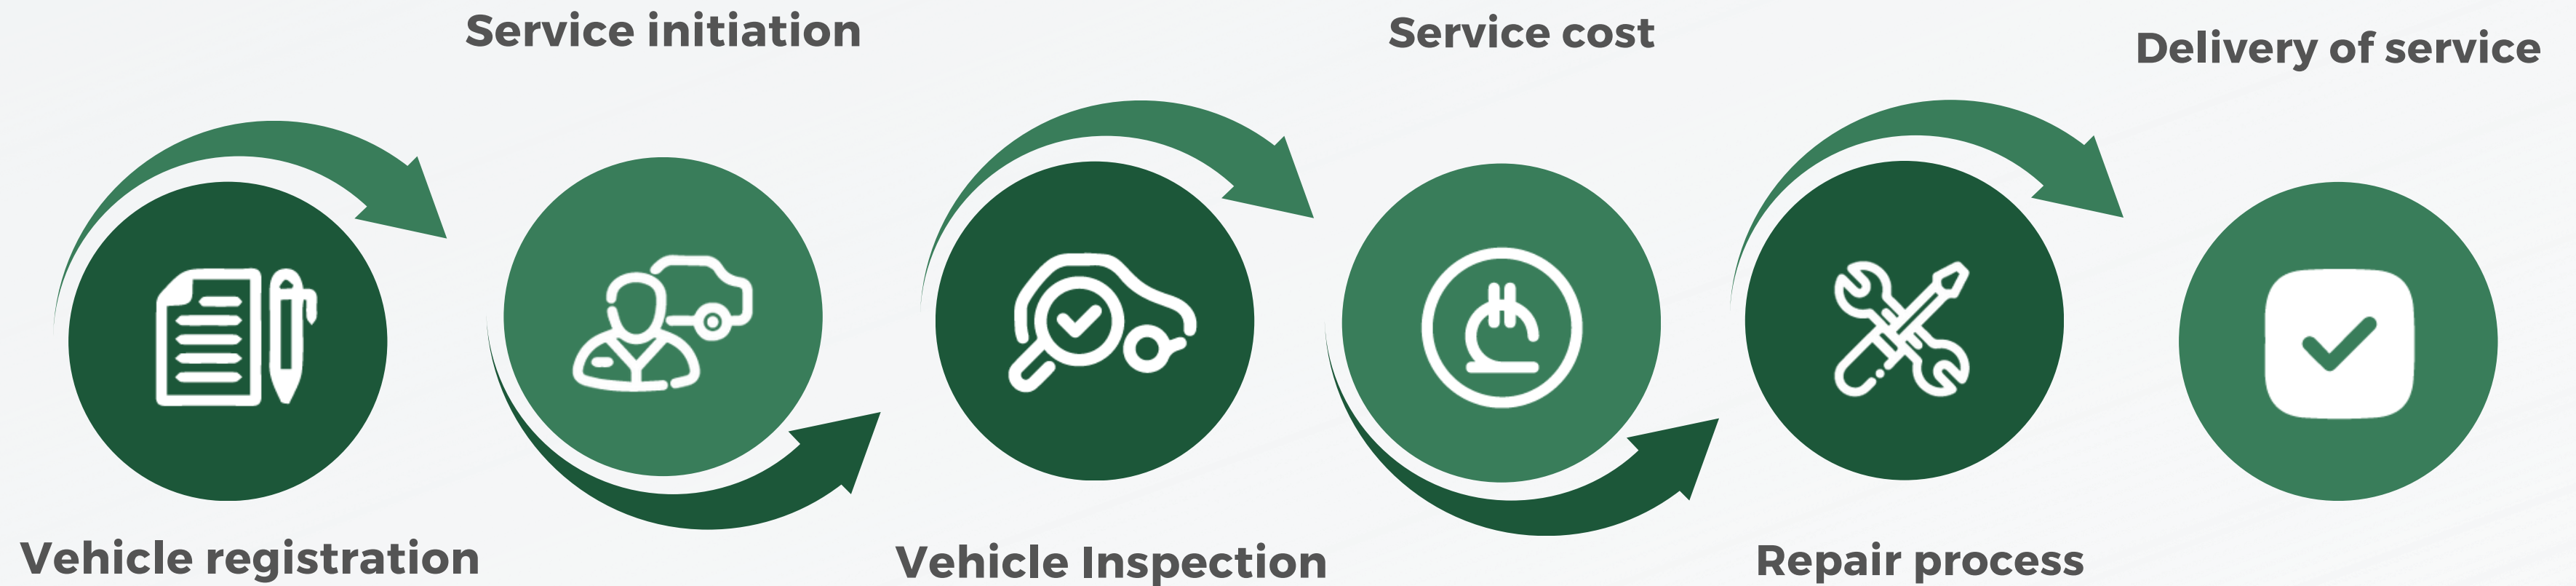 Service initiation
Service cost
Delivery of service
Vehicle registration
Vehicle Inspection
Repair process